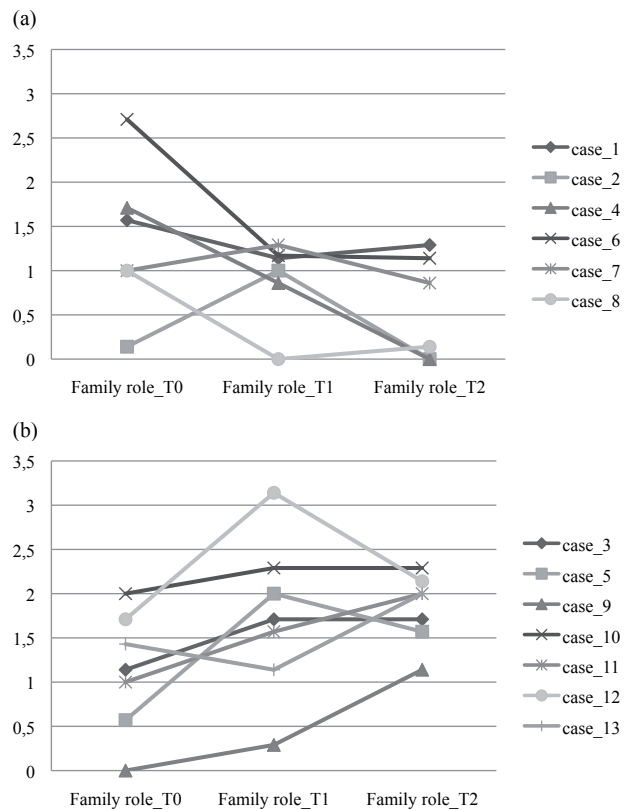 (a)
3,5
3
2,5
2
1,5
1
0,5
0
Family role_T0 Family role_T1 Family role_T2
case_1
case_2
case_4
case_6
case_7
case_8
(b)
3,5
3
2,5
2
1,5
1
0,5
0
Family role_T0 Family role_T1 Family role_T2
case_3
case_5
case_9
case_10
case_11
case_12
case_13